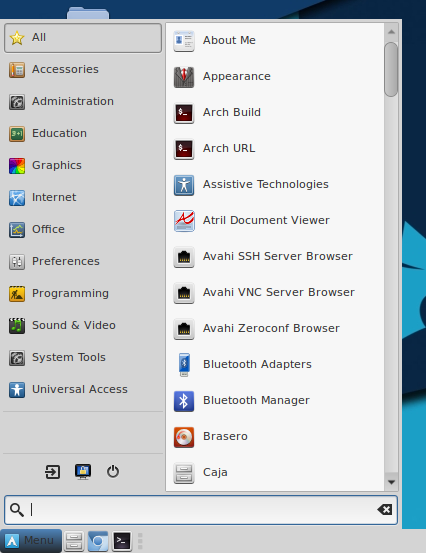 All
Accessories
Administration
Education
Graphics
Internet
Office
Preferences
Programming
Sound & Video
System Tools
Universal Access
About Me
Appearance
Arch Build
Arch URL
Assistive Technologies
Atril Document Viewer
Avahi SSH Server Browser
Avahi VNC Server Browser
Avahi Zeroconf Browser
Bluetooth Adapters
Bluetooth Manager
Brasero
Caja
Menu